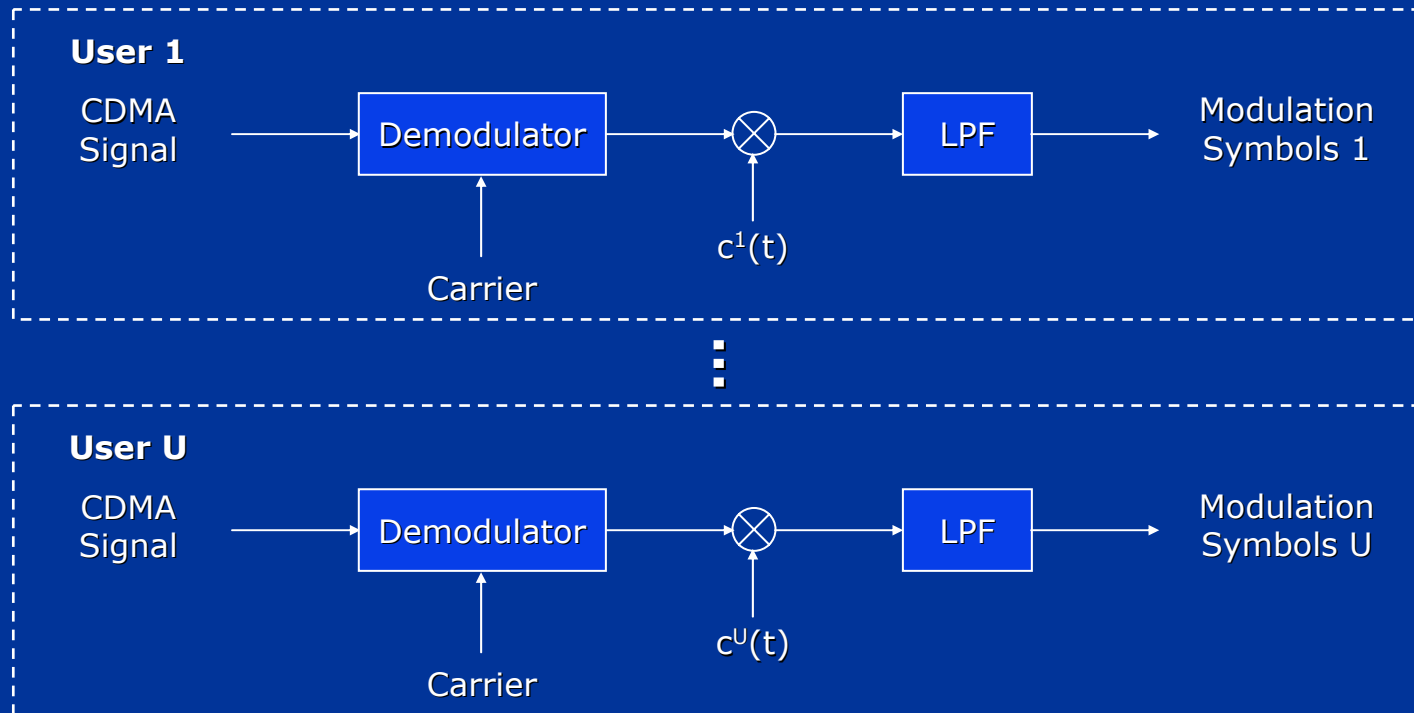 User 1
CDMA
Signal
Demodulator
LPF
Modulation
Symbols 1
c¹(t)
Carrier
User U
CDMA
Signal
Demodulator
LPF
Modulation
Symbols U
cᵁ(t)
Carrier